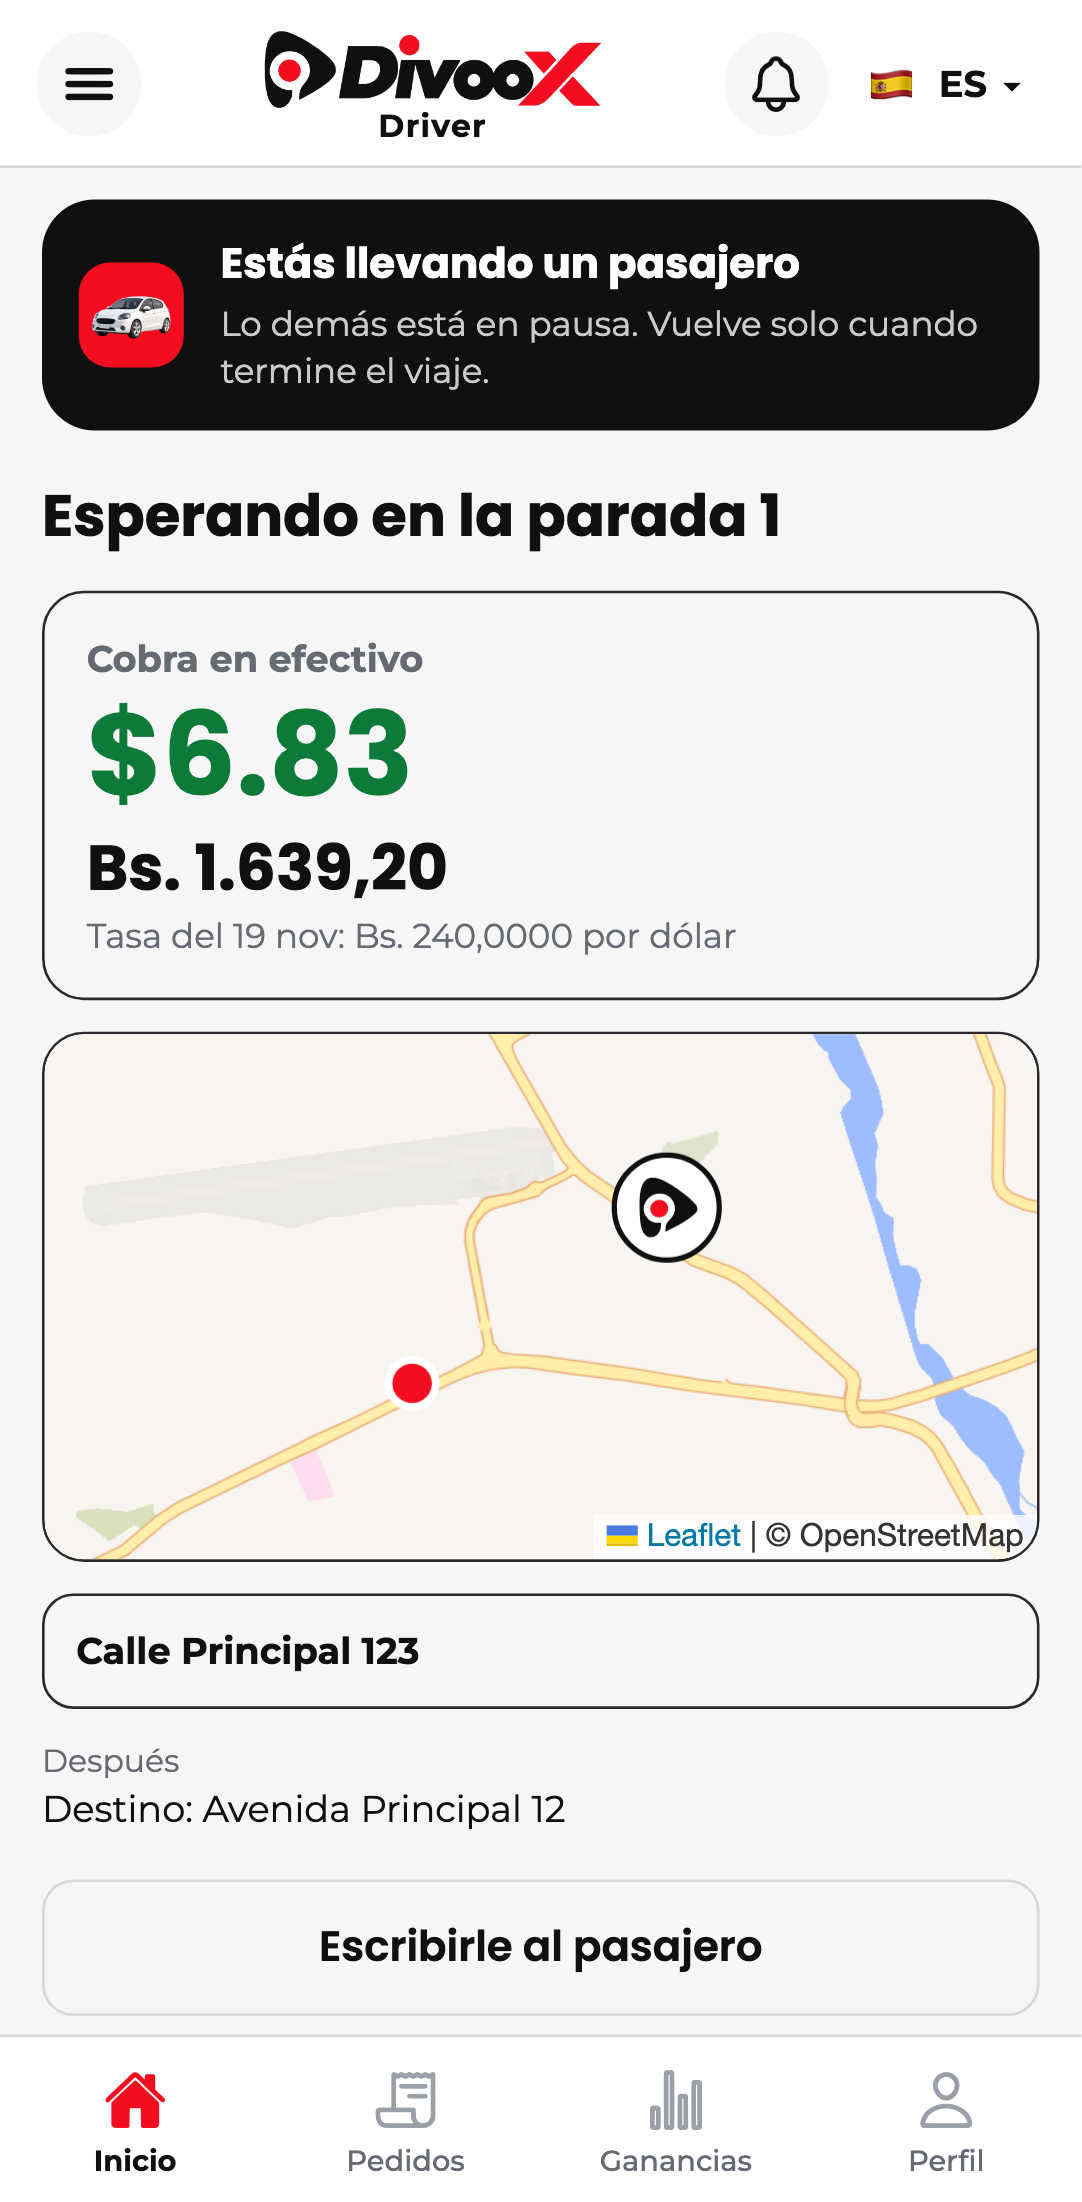 DivooX
Driver
ES
Estás llevando un pasajero
Lo demás está en pausa. Vuelve solo cuando
termine el viaje.
Esperando en la parada 1
Cobra en efectivo
$6.83
Bs. 1.639,20
Tasa del 19 nov: Bs. 240,0000 por dólar
Leaflet | © OpenStreetMap
Calle Principal 123
Después
Destino: Avenida Principal 12
Escribirle al pasajero
Inicio
Pedidos
Ganancias
Perfil